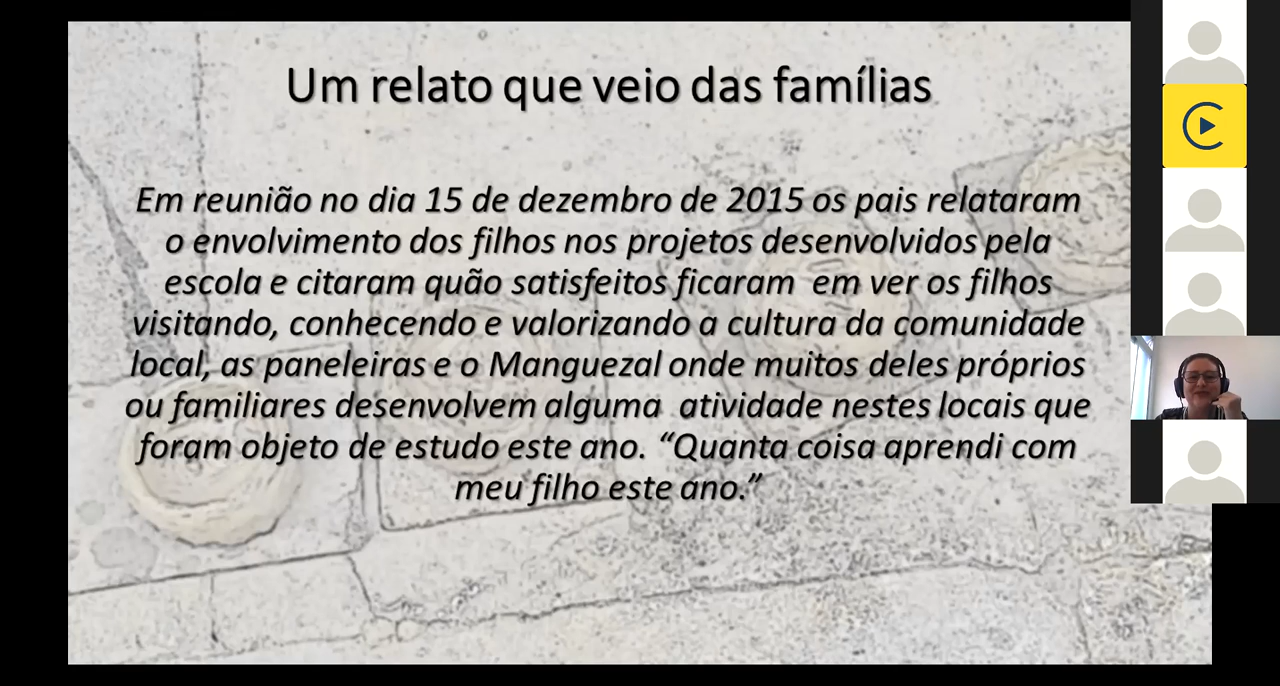 Um relato que veio das famílias
Em reunião no dia 15 de dezembro de 2015 os pais relataram
o envolvimento dos filhos nos projetos desenvolvidos pela
escola e citaram quão satisfeitos ficaram em ver os filhos
visitando, conhecendo e valorizando a cultura da comunidade
local, as paneleiras e o Manguezal onde muitos deles próprios
ou familiares desenvolvem alguma atividade nestes locais que
foram objeto de estudo este ano. “Quanta coisa aprendi com
meu filho este ano.”